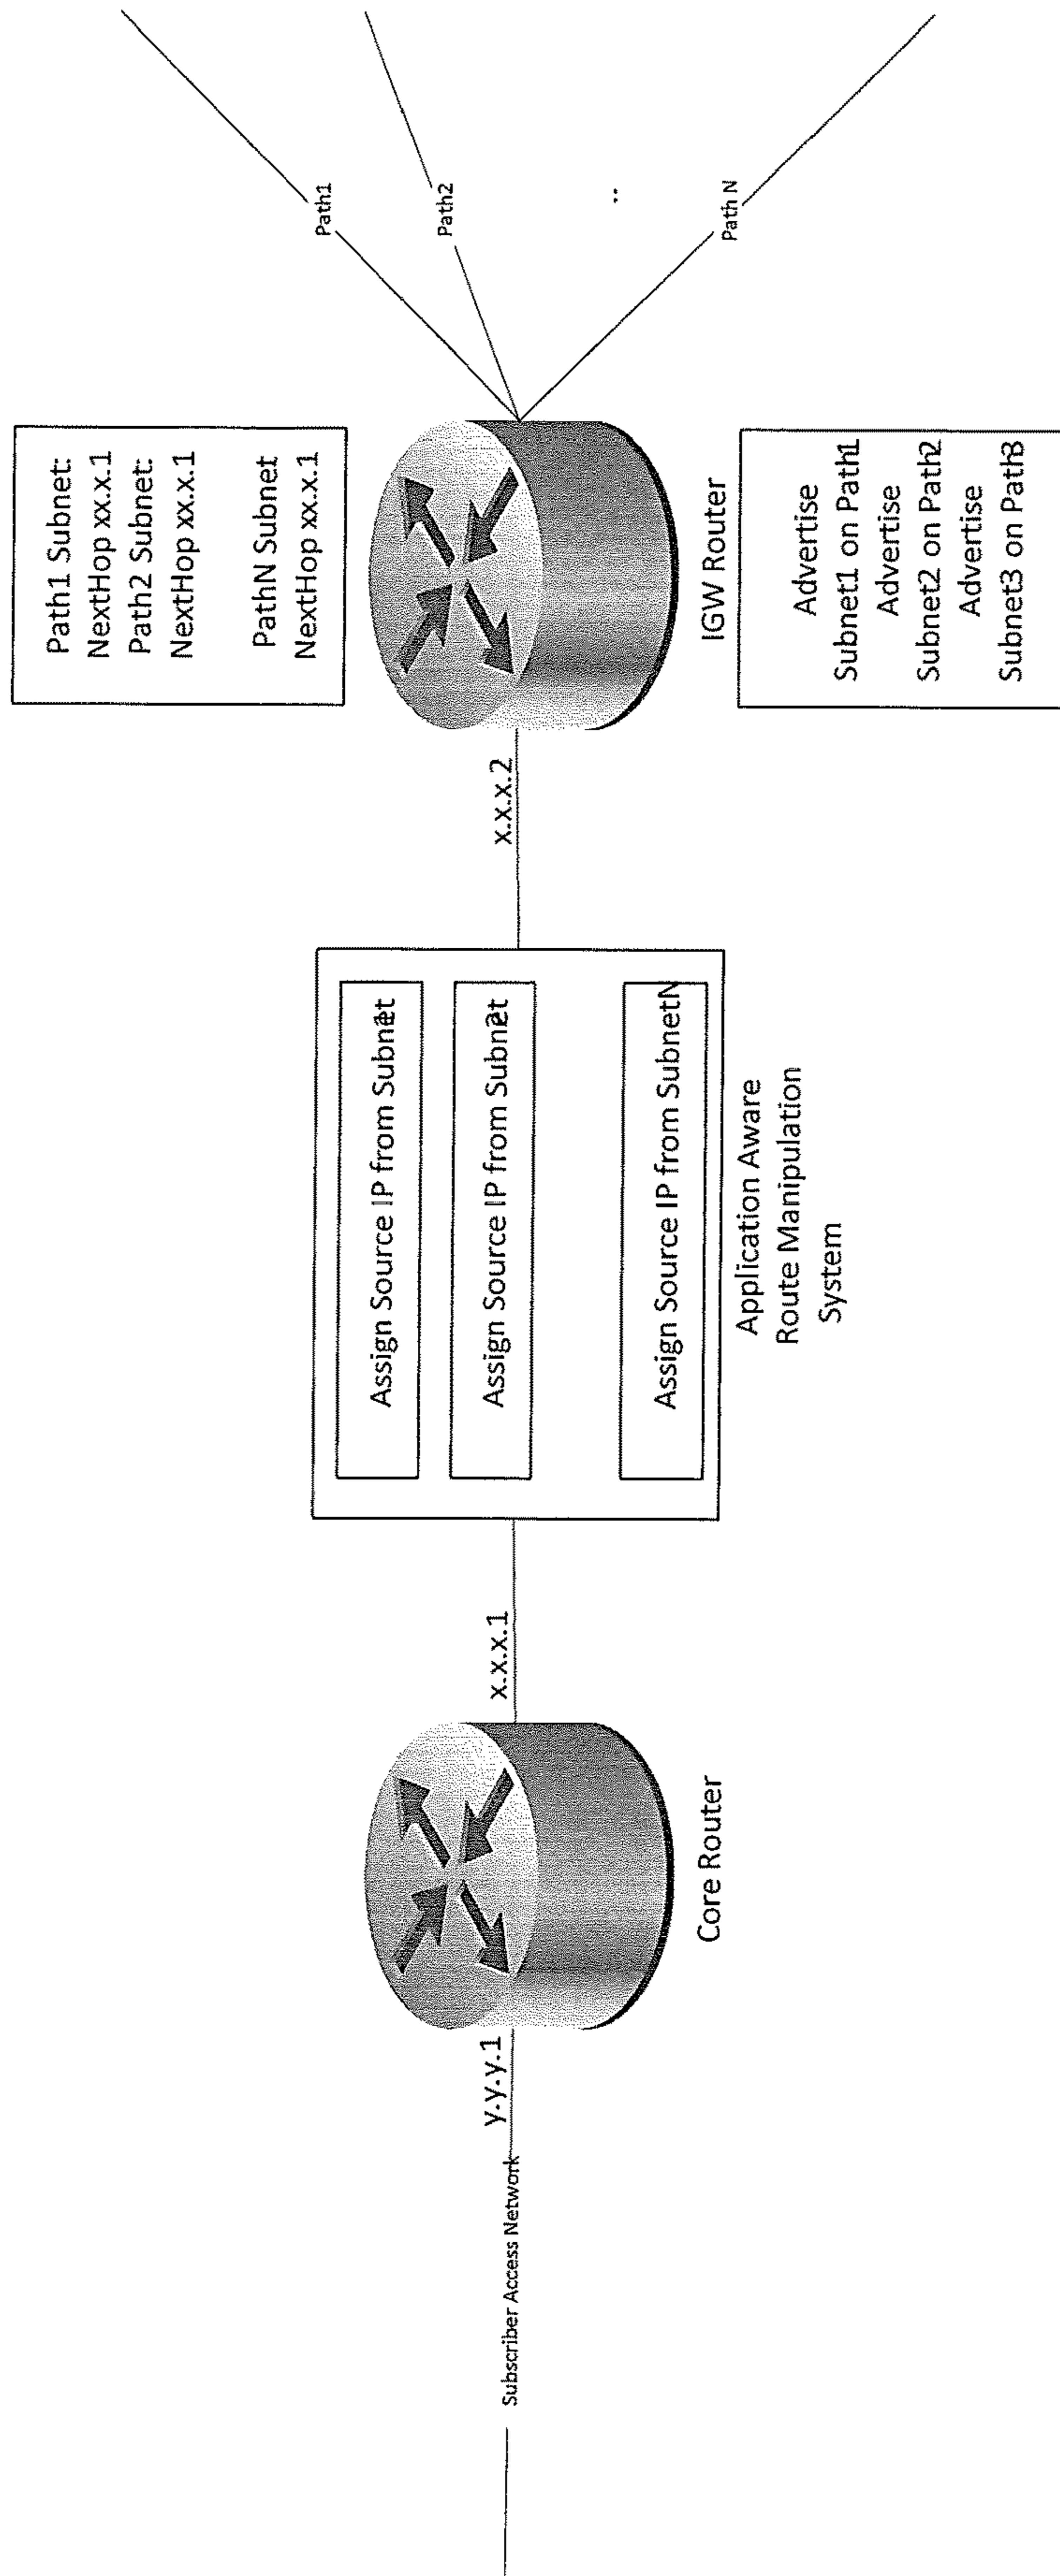 Subscriber Access Network
y.y.y.1
Core Router
x.x.x.1
Assign Source IP from Subnet1
Assign Source IP from Subnet2
Assign Source IP from SubnetN
Application Aware
Route Manipulation
System
x.x.x.2
Path1 Subnet:
NextHop xx.x.1
Path2 Subnet:
NextHop xx.x.1
PathN Subnet
NextHop xx.x.1
IGW Router
Advertise
Subnet1 on Path1
Advertise
Subnet2 on Path2
Advertise
Subnet3 on Path3
Path1
Path2
..
Path N